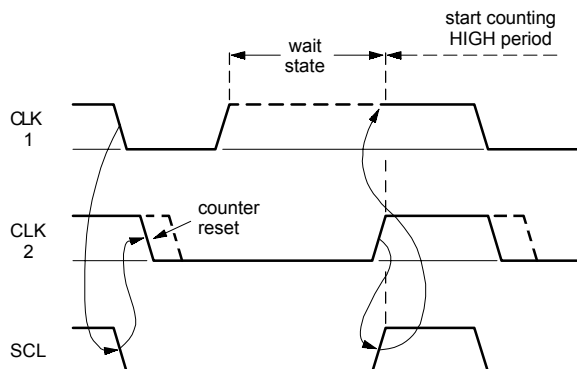 start counting
HIGH period
wait
state
CLK
1
counter
reset
CLK
2
SCL